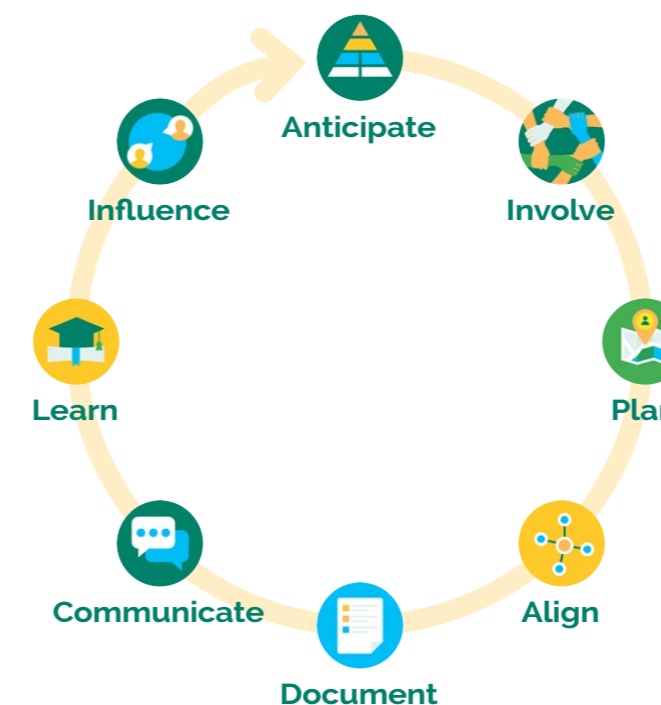 Anticipate
Involve
Align
Document
Communicate
Learn
Influence